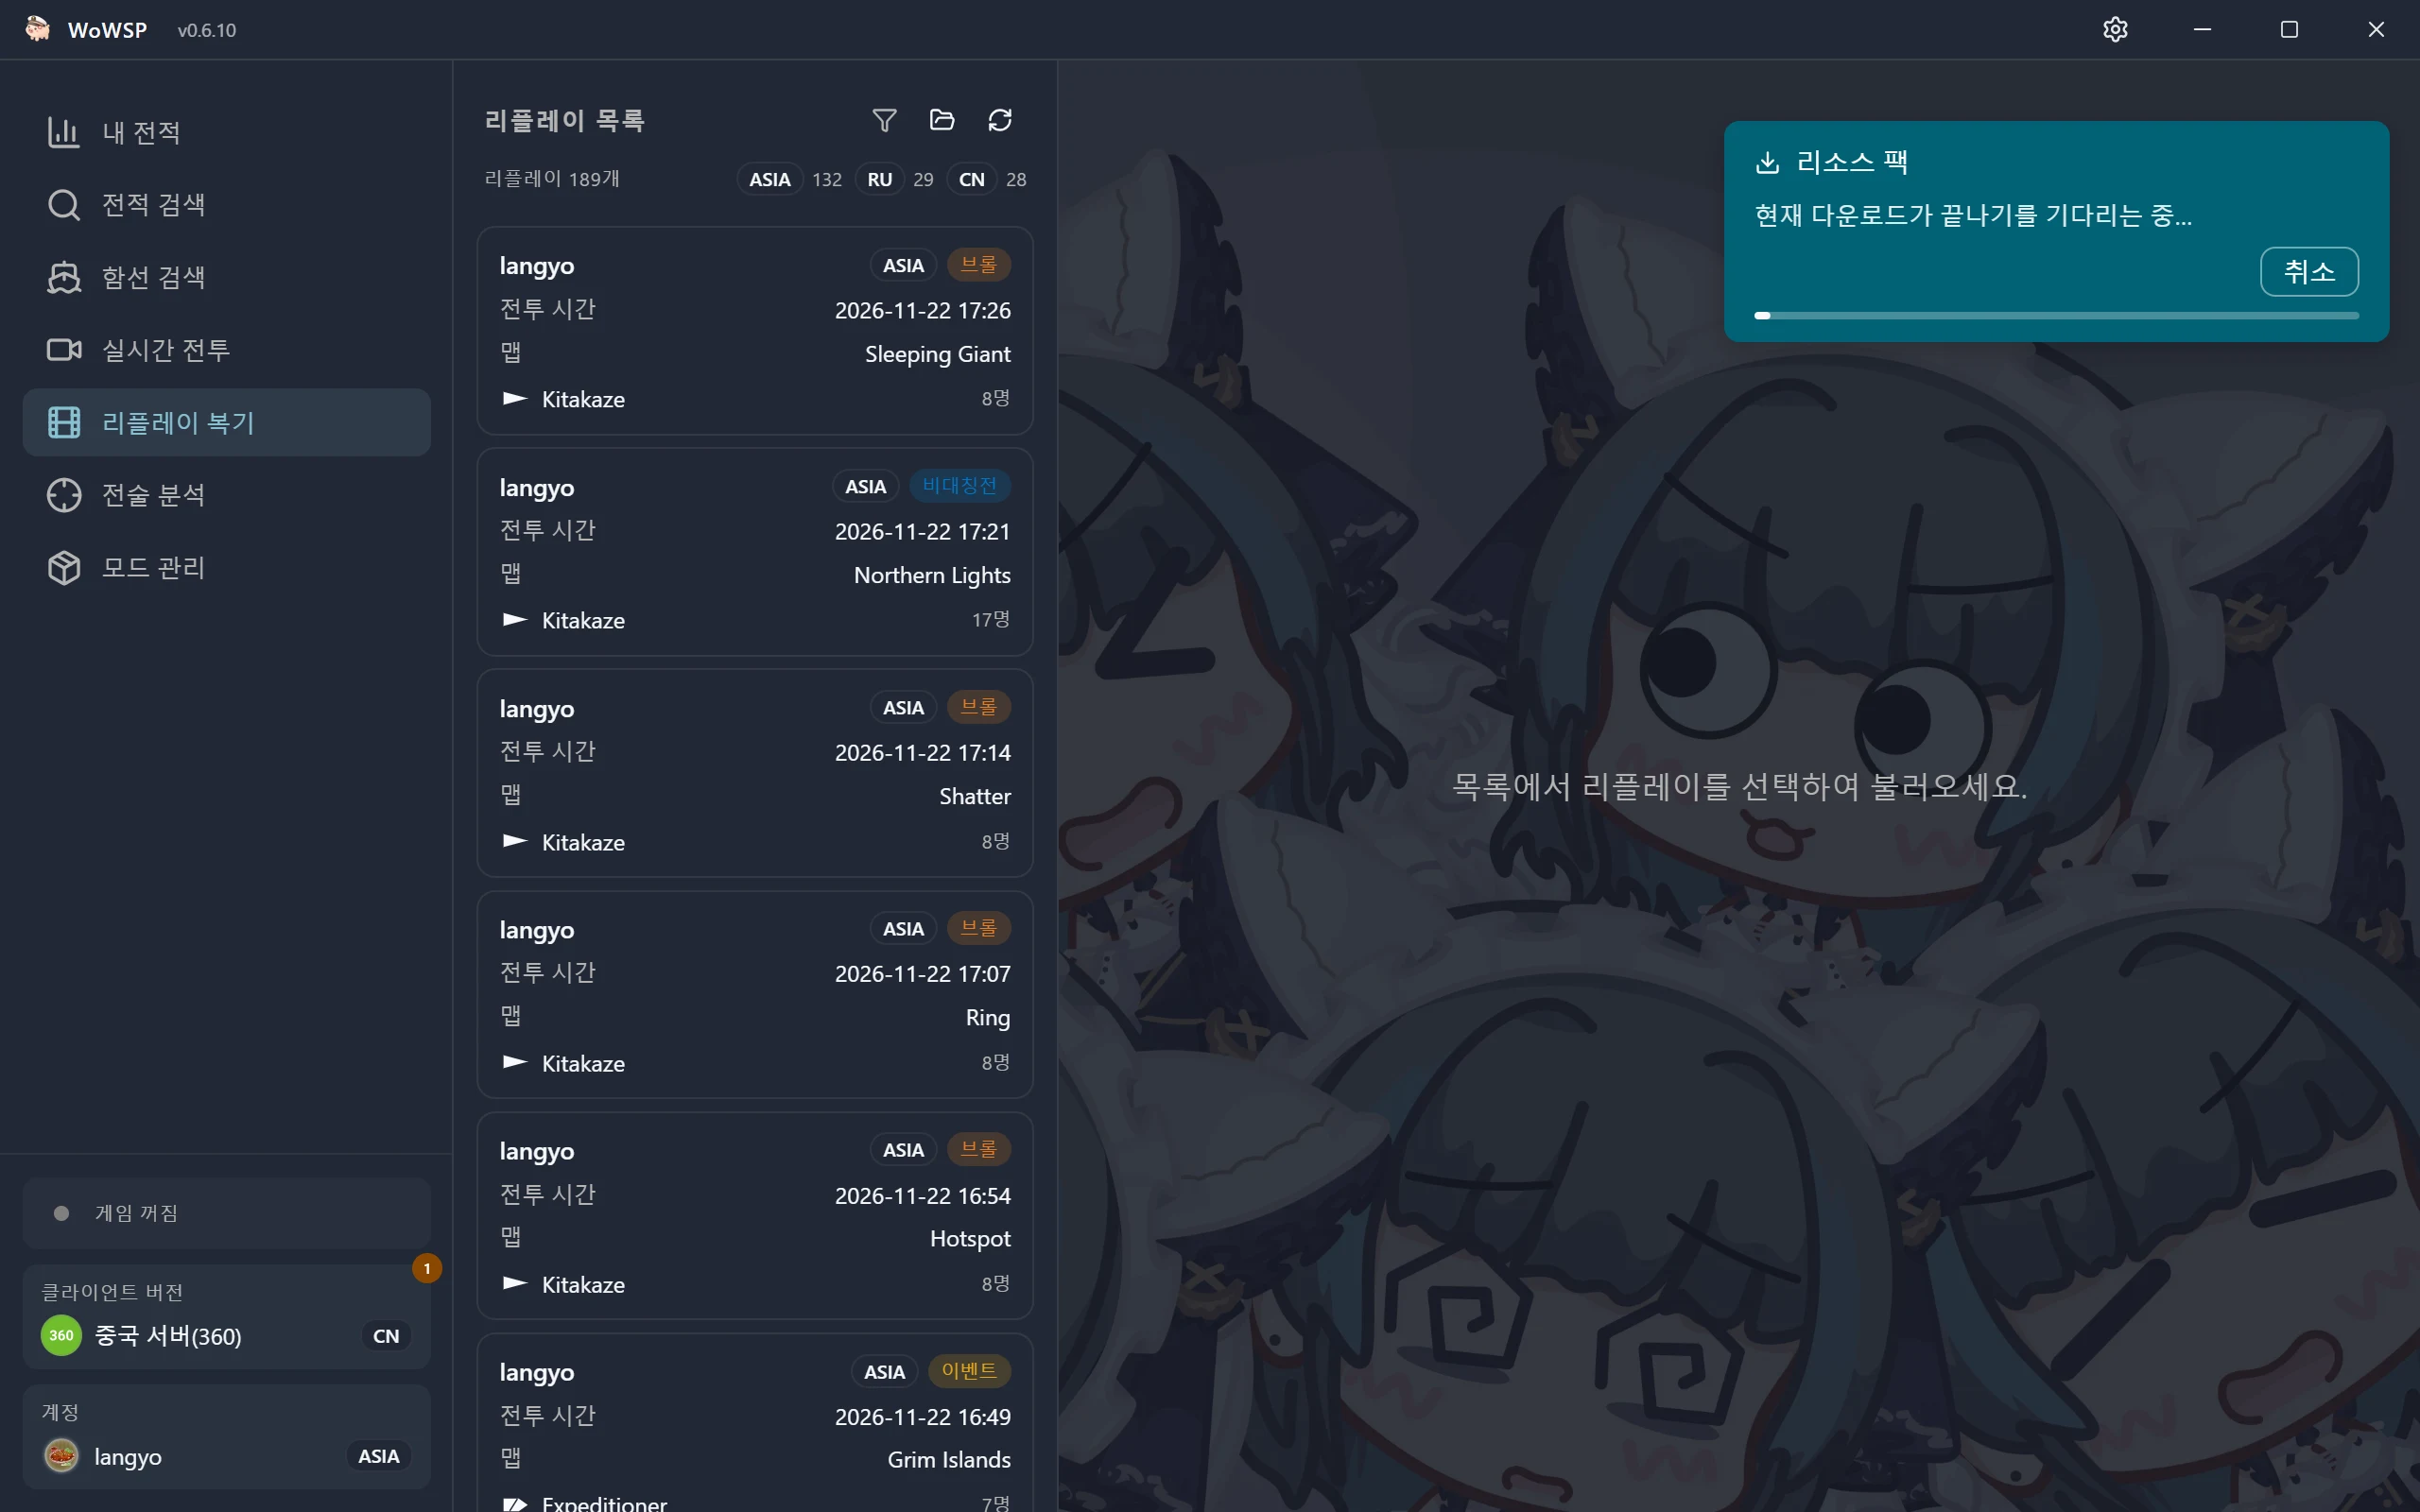 WoWSP v0.6.10
내 전적
전적 검색
함선 검색
실시간 전투
리플레이 복기
전술 분석
모드 관리
게임 꺼짐
1
클라이언트 버전
360 중국 서버(360) CN
계정
langyo ASIA
리플레이 목록
리플레이 189개 ASIA 132 RU 29 CN 28
langyo ASIA 브롤
전투 시간 2026-11-22 17:26
맵 Sleeping Giant
Kitakaze 8명
langyo ASIA 비대칭전
전투 시간 2026-11-22 17:21
맵 Northern Lights
Kitakaze 17명
langyo ASIA 브롤
전투 시간 2026-11-22 17:14
맵 Shatter
Kitakaze 8명
langyo ASIA 브롤
전투 시간 2026-11-22 17:07
맵 Ring
Kitakaze 8명
langyo ASIA 브롤
전투 시간 2026-11-22 16:54
맵 Hotspot
Kitakaze 8명
langyo ASIA 이벤트
전투 시간 2026-11-22 16:49
맵 Grim Islands
Expeditioner 7명
리소스 팩
현재 다운로드가 끝나기를 기다리는 중...
취소
목록에서 리플레이를 선택하여 불러오세요.